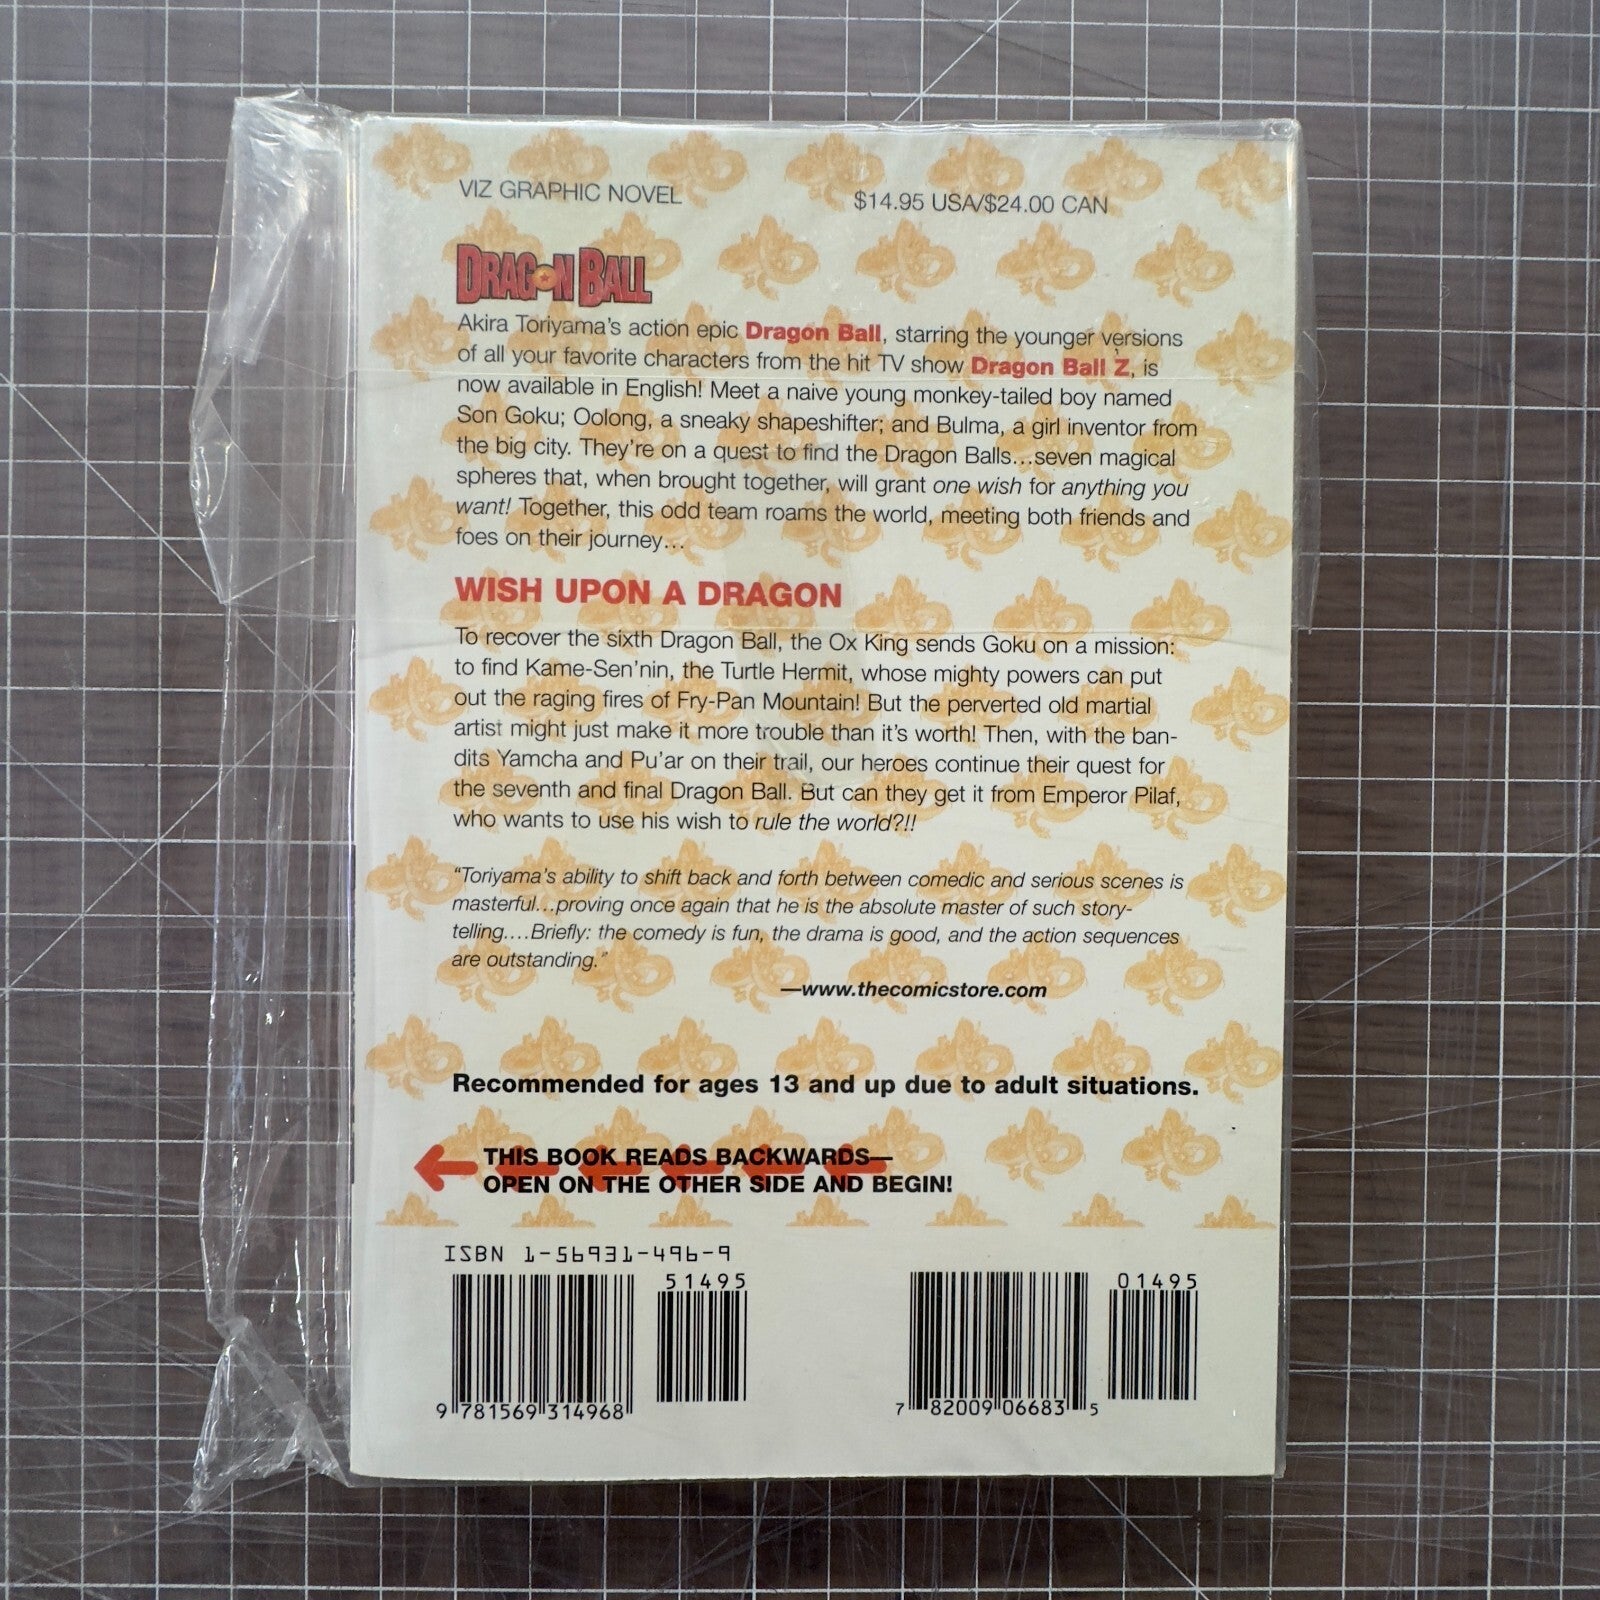 VIZ GRAPHIC NOVEL
$14.95 USA/$24.00 CAN
DRAGON BALL
Akira Toriyama's action epic Dragon Ball, starring the younger versions
of all your favorite characters from the hit TV show Dragon Ball Z, is
now available in English! Meet a naive young monkey-tailed boy named
Son Goku; Oolong, a sneaky shapeshifter; and Bulma, a girl inventor from
the big city. They're on a quest to find the Dragon Balls...seven magical
spheres that, when brought together, will grant one wish for anything you
want! Together, this odd team roams the world, meeting both friends and
foes on their journey...
WISH UPON A DRAGON
To recover the sixth Dragon Ball, the Ox King sends Goku on a mission:
to find Kame-Sen'nin, the Turtle Hermit, whose mighty powers can put
out the raging fires of Fry-Pan Mountain! But the perverted old martial
artist might just make it more trouble than it's worth! Then, with the ban-
dits Yamcha and Pu'ar on their trail, our heroes continue their quest for
the seventh and final Dragon Ball. But can they get it from Emperor Pilaf,
who wants to use his wish to rule the world?!!
"Toriyama's ability to shift back and forth between comedic and serious scenes is
masterful...proving once again that he is the absolute master of such story-
telling....Briefly: the comedy is fun, the drama is good, and the action sequences
are outstanding."
—www.thecomicstore.com
Recommended for ages 13 and up due to adult situations.
THIS BOOK READS BACKWARDS—
OPEN ON THE OTHER SIDE AND BEGIN!
ISBN 1-56931-496-9
51495
01495
9 781569 314968
7 82009 06683 5